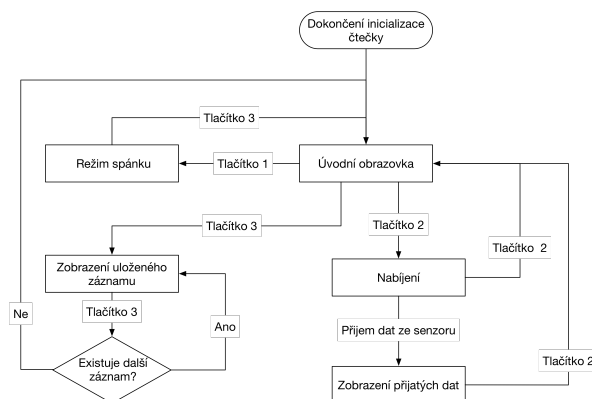 Dokončení inicializace
čtečky
Tlačítko 3
Režim spánku
Tlačítko 1
Úvodní obrazovka
Tlačítko 3
Tlačítko 2
Tlačítko 2
Zobrazení uloženého
záznamu
Nabíjení
Ne
Tlačítko 3
Ano
Přijem dat ze senzoru
Existuje další
záznam?
Tlačítko 2
Zobrazení přijatých dat